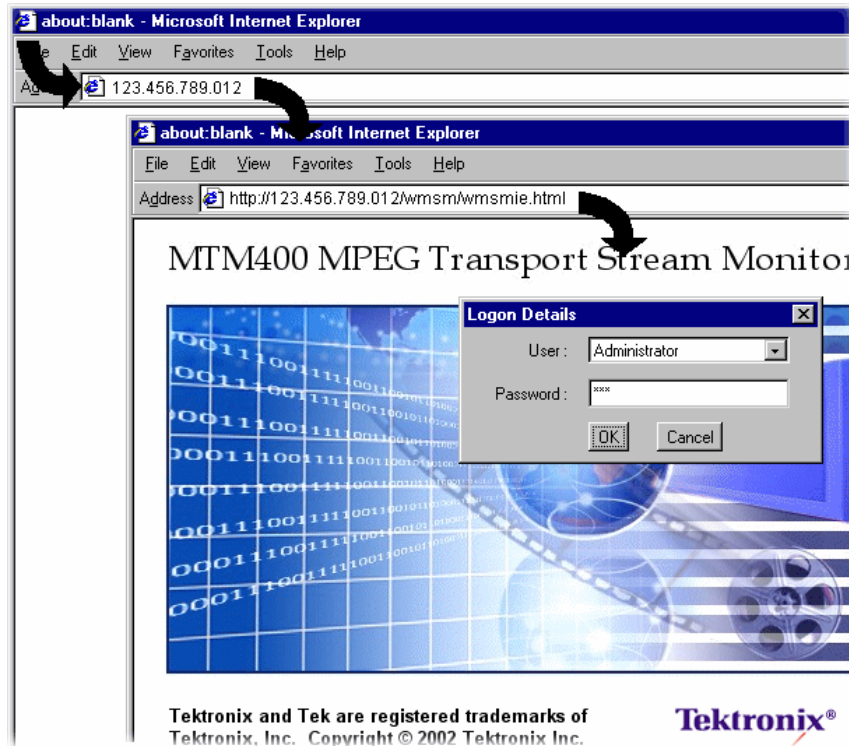 about:blank - Microsoft Internet Explorer
Edit View Favorites Tools Help
123.456.789.012
about:blank - Microsoft Internet Explorer
File Edit View Favorites Tools Help
Address http://123.456.789.012/wmsm/wmsmie.html
MTM400 MPEG Transport Stream Monitor
Logon Details
User : Administrator
Password : ×××
OK Cancel
Tektronix and Tek are registered trademarks of
Tektronix, Inc. Copyright © 2002 Tektronix Inc.
Tektronix®